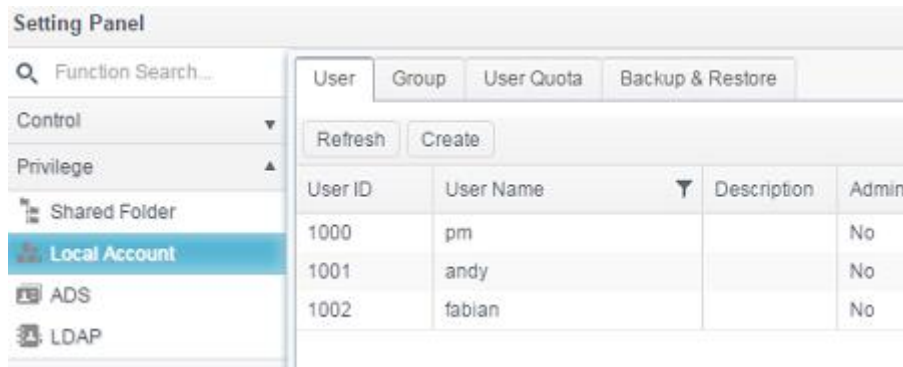 Setting Panel
Function Search...
Control
Privilege
Shared Folder
Local Account
ADS
LDAP
User Group User Quota Backup & Restore
Refresh Create
User ID User Name Description Admin
1000 pm No
1001 andy No
1002 fabian No